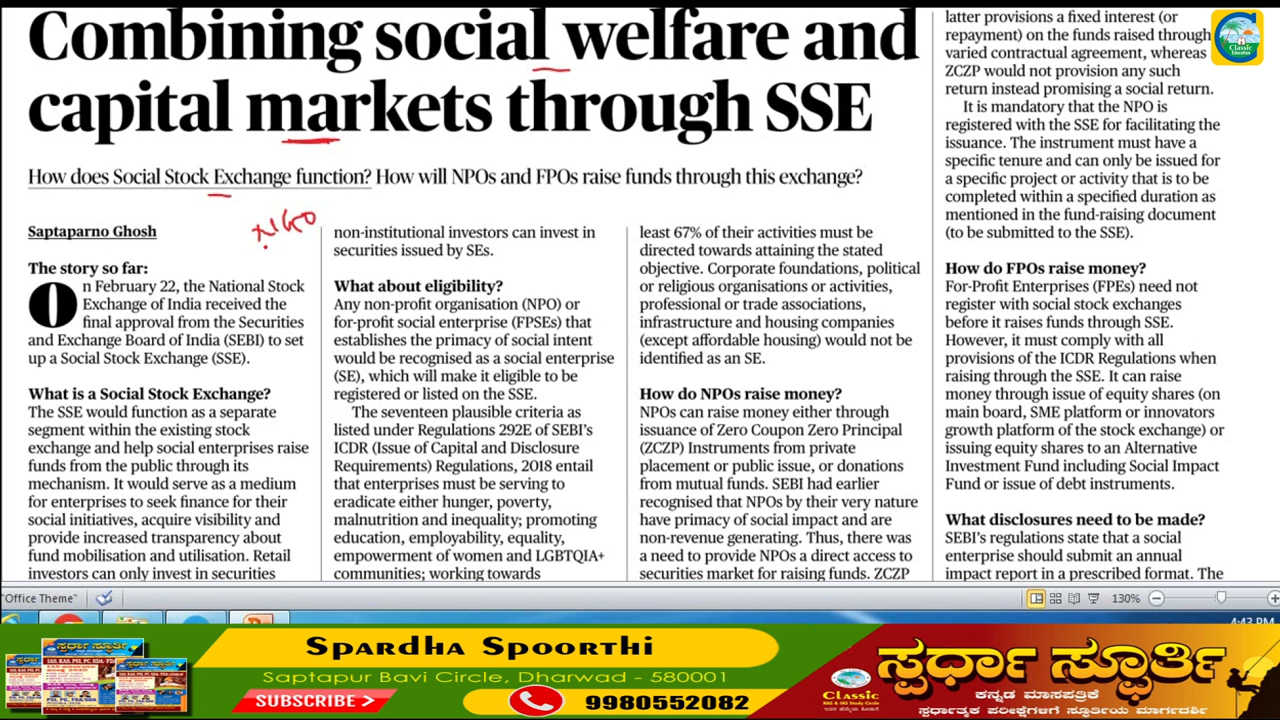 Combining social welfare and
capital markets through SSE
How does Social Stock Exchange function? How will NPOs and FPOs raise funds through this exchange?
NGO
Saptaparno Ghosh
The story so far:
On February 22, the National Stock
Exchange of India received the
final approval from the Securities
and Exchange Board of India (SEBI) to set
up a Social Stock Exchange (SSE).
What is a Social Stock Exchange?
The SSE would function as a separate
segment within the existing stock
exchange and help social enterprises raise
funds from the public through its
mechanism. It would serve as a medium
for enterprises to seek finance for their
social initiatives, acquire visibility and
provide increased transparency about
fund mobilisation and utilisation. Retail
investors can only invest in securities
non-institutional investors can invest in
securities issued by SEs.
What about eligibility?
Any non-profit organisation (NPO) or
for-profit social enterprise (FPSEs) that
establishes the primacy of social intent
would be recognised as a social enterprise
(SE), which will make it eligible to be
registered or listed on the SSE.
The seventeen plausible criteria as
listed under Regulations 292E of SEBI's
ICDR (Issue of Capital and Disclosure
Requirements) Regulations, 2018 entail
that enterprises must be serving to
eradicate either hunger, poverty,
malnutrition and inequality; promoting
education, employability, equality,
empowerment of women and LGBTQIA+
communities; working towards
least 67% of their activities must be
directed towards attaining the stated
objective. Corporate foundations, political
or religious organisations or activities,
professional or trade associations,
infrastructure and housing companies
(except affordable housing) would not be
identified as an SE.
How do NPOs raise money?
NPOs can raise money either through
issuance of Zero Coupon Zero Principal
(ZCZP) Instruments from private
placement or public issue, or donations
from mutual funds. SEBI had earlier
recognised that NPOs by their very nature
have primacy of social impact and are
non-revenue generating. Thus, there was
a need to provide NPOs a direct access to
securities market for raising funds. ZCZP
latter provisions a fixed interest (or
repayment) on the funds raised through
varied contractual agreement, whereas
ZCZP would not provision any such
return instead promising a social return.
It is mandatory that the NPO is
registered with the SSE for facilitating the
issuance. The instrument must have a
specific tenure and can only be issued for
a specific project or activity that is to be
completed within a specified duration as
mentioned in the fund-raising document
(to be submitted to the SSE).
How do FPOs raise money?
For-Profit Enterprises (FPEs) need not
register with social stock exchanges
before it raises funds through SSE.
However, it must comply with all
provisions of the ICDR Regulations when
raising through the SSE. It can raise
money through issue of equity shares (on
main board, SME platform or innovators
growth platform of the stock exchange) or
issuing equity shares to an Alternative
Investment Fund including Social Impact
Fund or issue of debt instruments.
What disclosures need to be made?
SEBI's regulations state that a social
enterprise should submit an annual
impact report in a prescribed format. The
Classic
Education
"Office Theme"
130%
4:43 PM
Spardha Spoorthi
Saptapur Bavi Circle, Dharwad - 580001
SUBSCRIBE
9980552082
Classic
KAS & IAS Study Circle
ಸ್ಪರ್ಧಾ ಸ್ಫೂರ್ತಿ
ಕನ್ನಡ ಮಾಸಪತ್ರಿಕೆ
ಸ್ಪರ್ಧಾತ್ಮಕ ಪರೀಕ್ಷೆಗಳಿಗೆ ಸ್ಫೂರ್ತಿಯ ಮಾರ್ಗದರ್ಶಿ